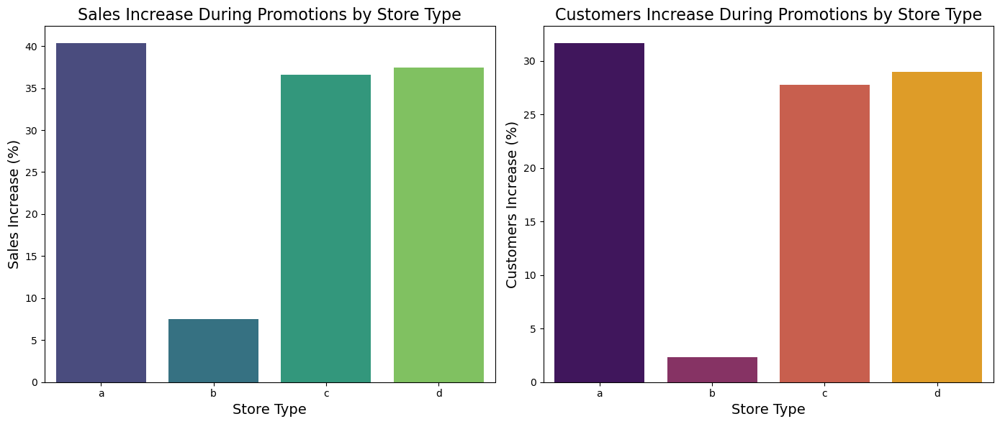 Sales Increase During Promotions by Store Type
Sales Increase (%)
40
35
30
25
20
15
10
5
0
a b c d
Store Type
Customers Increase During Promotions by Store Type
Customers Increase (%)
30
25
20
15
10
5
0
a b c d
Store Type